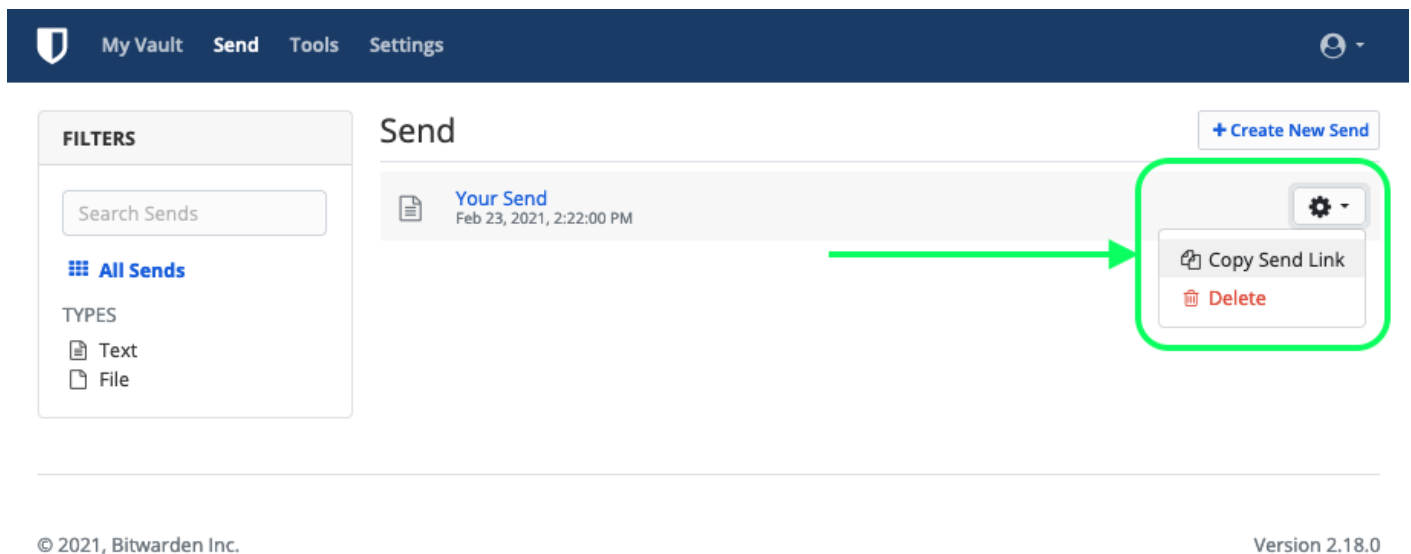 My Vault Send Tools Settings
FILTERS
Search Sends
All Sends
TYPES
Text
File
Send
+ Create New Send
Your Send
Feb 23, 2021, 2:22:00 PM
Copy Send Link
Delete
© 2021, Bitwarden Inc.
Version 2.18.0